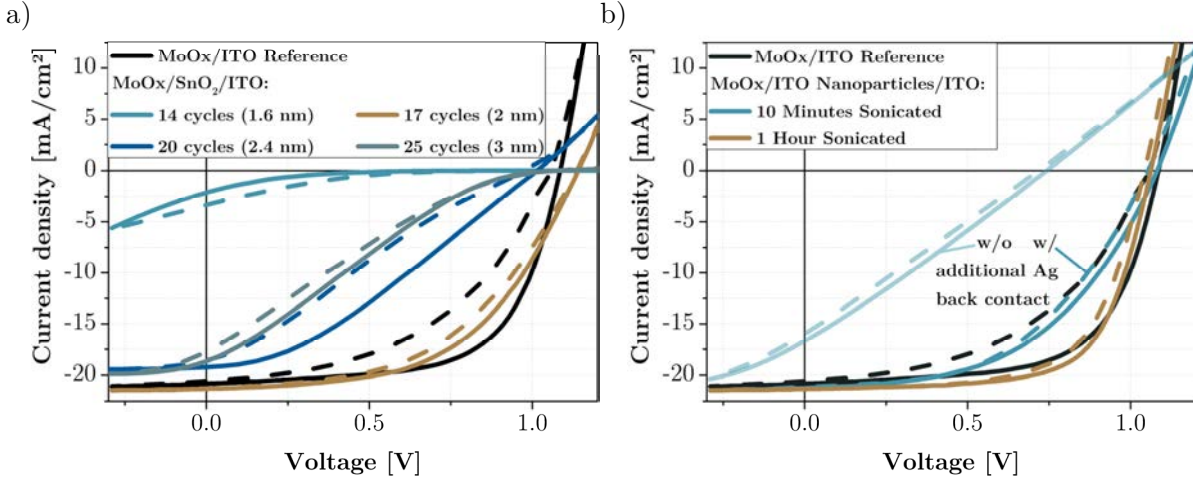 a)
Current density [mA/cm²]
10
5
0
-5
-10
-15
-20
MoOx/ITO Reference
MoOx/SnO₂/ITO:
14 cycles (1.6 nm)
17 cycles (2 nm)
20 cycles (2.4 nm)
25 cycles (3 nm)
0.0
0.5
1.0
Voltage [V]
b)
Current density [mA/cm²]
10
5
0
-5
-10
-15
-20
MoOx/ITO Reference
MoOx/ITO Nanoparticles/ITO:
10 Minutes Sonicated
1 Hour Sonicated
w/o w/
additional Ag
back contact
0.0
0.5
1.0
Voltage [V]